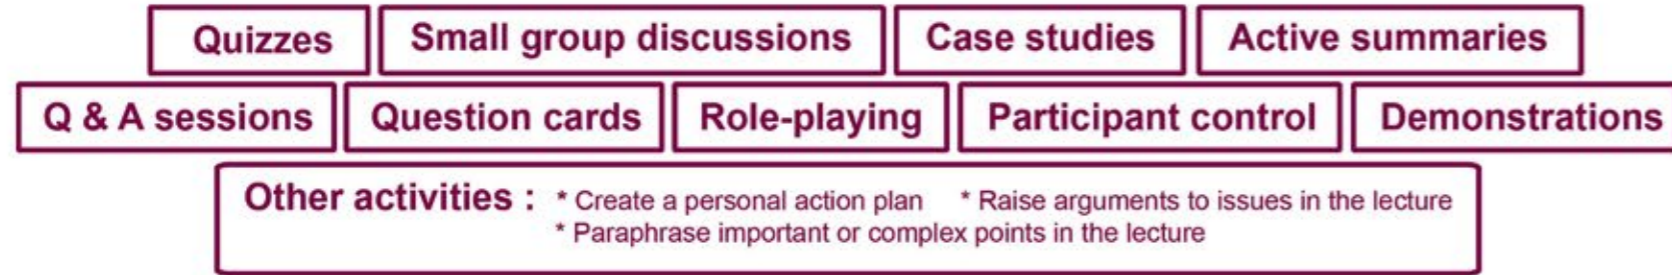 Quizzes Small group discussions Case studies Active summaries
Q & A sessions Question cards Role-playing Participant control Demonstrations
Other activities : * Create a personal action plan * Raise arguments to issues in the lecture
* Paraphrase important or complex points in the lecture